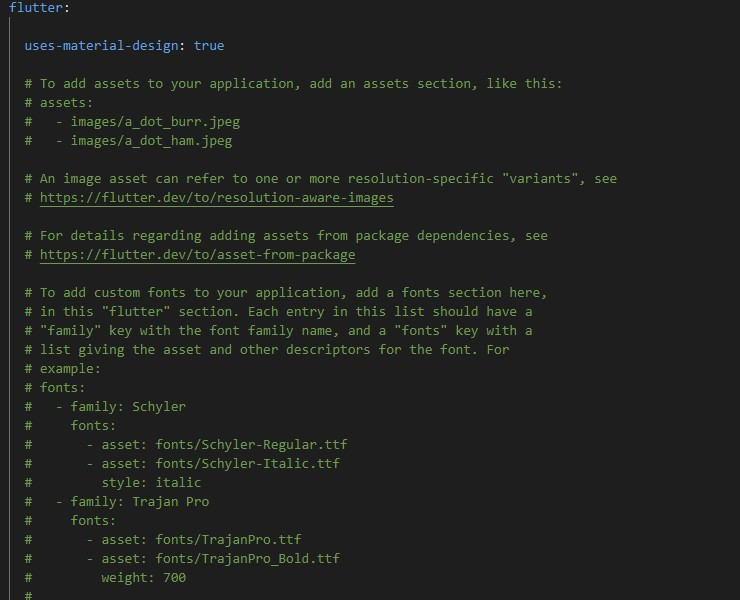 flutter:
uses-material-design: true
# To add assets to your application, add an assets section, like this:
# assets:
#   - images/a_dot_burr.jpeg
#   - images/a_dot_ham.jpeg
# An image asset can refer to one or more resolution-specific "variants", see
# https://flutter.dev/to/resolution-aware-images
# For details regarding adding assets from package dependencies, see
# https://flutter.dev/to/asset-from-package
# To add custom fonts to your application, add a fonts section here,
# in this "flutter" section. Each entry in this list should have a
# "family" key with the font family name, and a "fonts" key with a
# list giving the asset and other descriptors for the font. For
# example:
# fonts:
#   - family: Schyler
#     fonts:
#       - asset: fonts/Schyler-Regular.ttf
#       - asset: fonts/Schyler-Italic.ttf
#         style: italic
#   - family: Trajan Pro
#     fonts:
#       - asset: fonts/TrajanPro.ttf
#       - asset: fonts/TrajanPro_Bold.ttf
#         weight: 700
#